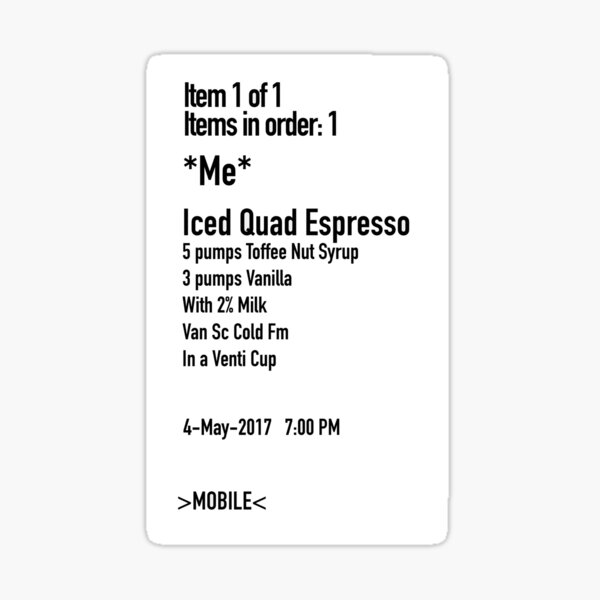 Item 1 of 1
Items in order: 1
*Me*
Iced Quad Espresso
5 pumps Toffee Nut Syrup
3 pumps Vanilla
With 2% Milk
Van Sc Cold Fm
In a Venti Cup
4-May-2017 7:00 PM
>MOBILE<